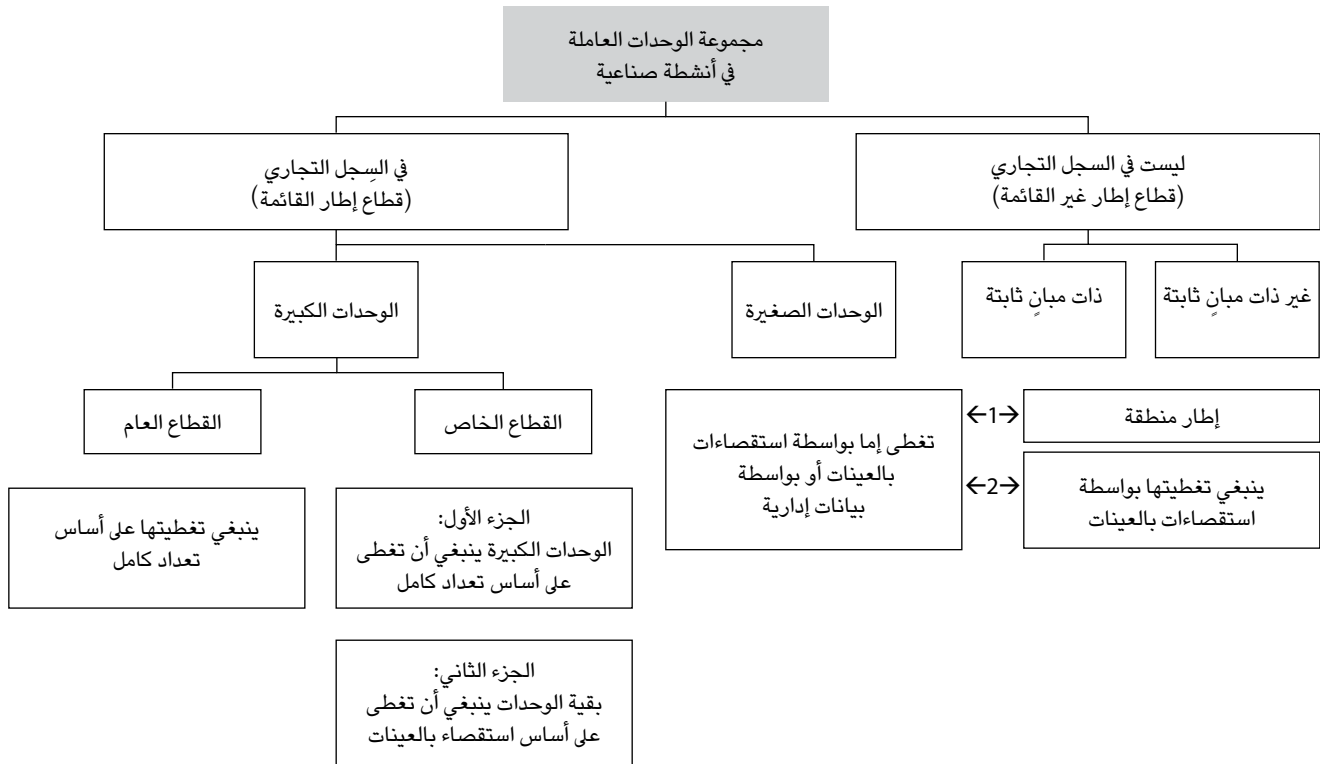 مجموعة الوحدات العاملة
في أنشطة صناعية
ليست في السجل التجاري
(قطاع إطار غير القائمة)
في السِجل التجاري
(قطاع إطار القائمة)
غير ذات مبانٍ ثابتة
ذات مبانٍ ثابتة
الوحدات الصغيرة
الوحدات الكبيرة
إطار منطقة
←1→
ينبغي تغطيتها بواسطة
استقصاءات بالعينات
←2→
تغطى إما بواسطة استقصاءات
بالعينات أو بواسطة
بيانات إدارية
القطاع الخاص
القطاع العام
الجزء الأول:
الوحدات الكبيرة ينبغي أن تغطى
على أساس تعداد كامل
ينبغي تغطيتها على أساس
تعداد كامل
الجزء الثاني:
بقية الوحدات ينبغي أن تغطى
على أساس استقصاء بالعينات